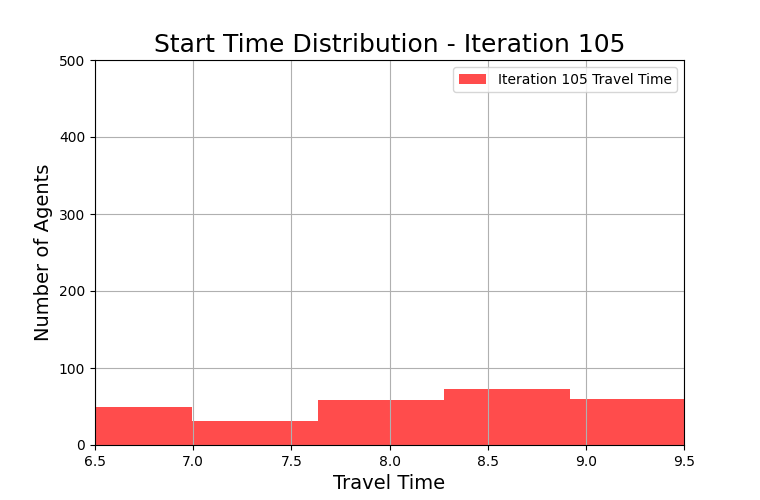 Start Time Distribution - Iteration 105
500
400
300
200
100
0
Number of Agents
Iteration 105 Travel Time
6.5 7.0 7.5 8.0 8.5 9.0 9.5
Travel Time